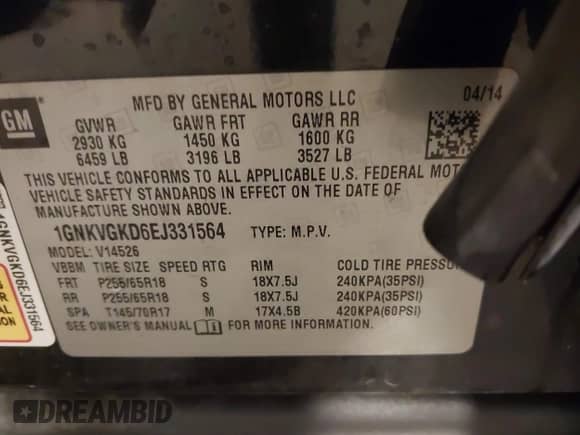 GM
MFD BY GENERAL MOTORS LLC 04/14
GVWR GAWR FRT GAWR RR
2930 KG 1450 KG 1600 KG
6459 LB 3196 LB 3527 LB
THIS VEHICLE CONFORMS TO ALL APPLICABLE U.S. FEDERAL MOTOR
VEHICLE SAFETY STANDARDS IN EFFECT ON THE DATE OF
MANUFACTURE SHOWN ABOVE.
1GNKVGKD6EJ331564 TYPE: M.P.V.
MODEL: V14526
VBBM TIRE SIZE SPEED RTG RIM COLD TIRE PRESSURE
FRT P255/65R18 S 18X7.5J 240KPA(35PSI)
RR P255/65R18 S 18X7.5J 240KPA(35PSI)
SPA T145/70R17 M 17X4.5B 420KPA(60PSI)
SEE OWNER'S MANUAL FOR MORE INFORMATION.
1GNKVGKD6EJ331564
DREAMBID